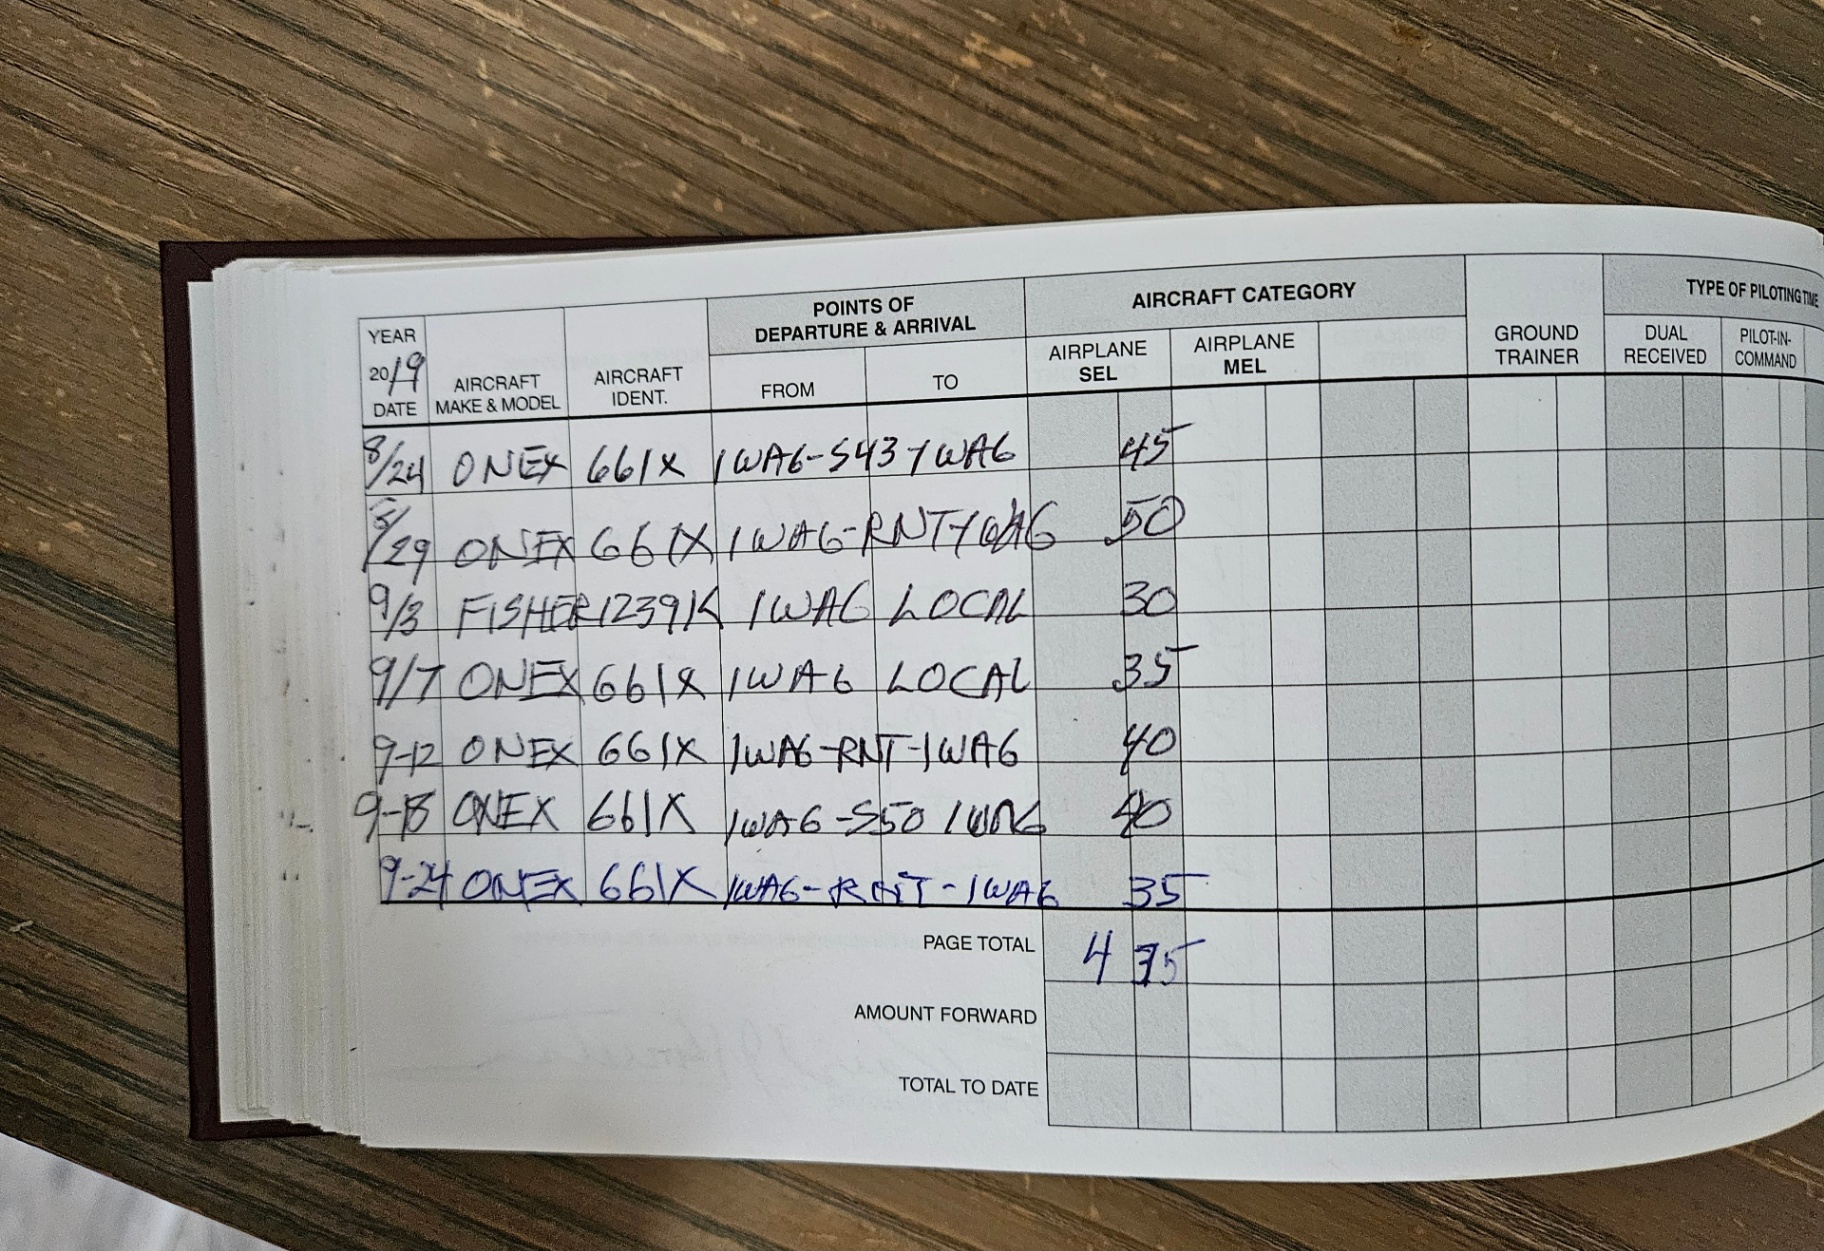 YEAR 2019 DATE
AIRCRAFT MAKE & MODEL
AIRCRAFT IDENT.
POINTS OF DEPARTURE & ARRIVAL
FROM
TO
AIRCRAFT CATEGORY
AIRPLANE SEL
AIRPLANE MEL
GROUND TRAINER
TYPE OF PILOTING TIME
DUAL RECEIVED
PILOT-IN-COMMAND
8/24 ONEX 661X 1WA6-S43-1WA6 45
8/29 ONEX 661X 1WA6-RNT-1WA6 50
9/3 FISHER 1239K 1WA6 LOCAL 30
9/7 ONEX 661X 1WA6 LOCAL 35
9-12 ONEX 661X 1WA6-RNT-1WA6 40
9-18 ONEX 661X 1WA6-S50 1WA6 40
9-24 ONEX 661X 1WA6-RNT-1WA6 35
PAGE TOTAL 4 35
AMOUNT FORWARD
TOTAL TO DATE